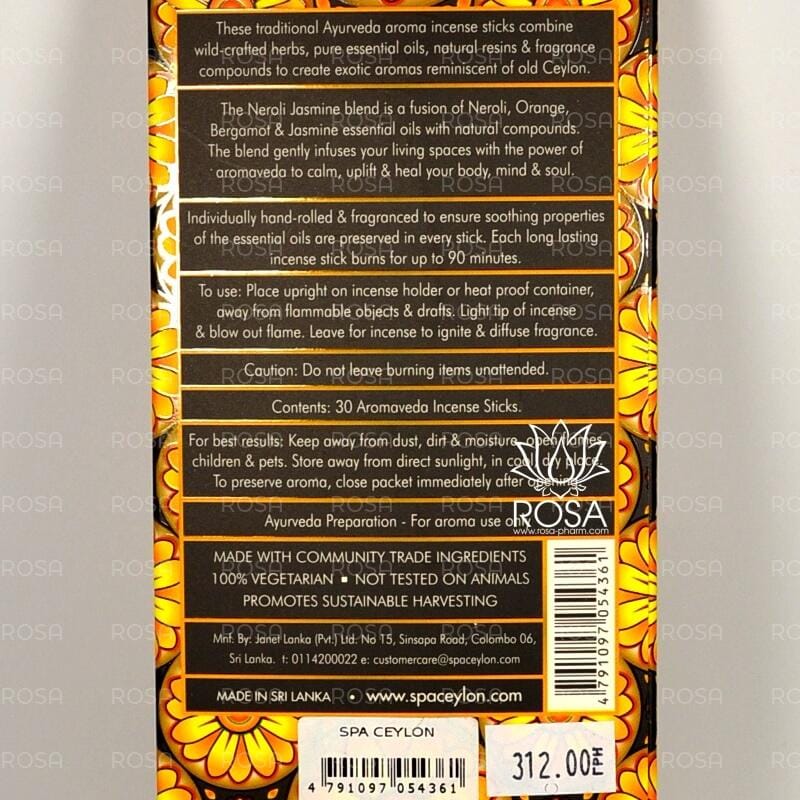 These traditional Ayurveda aroma incense sticks combine
wild-crafted herbs, pure essential oils, natural resins & fragrance
compounds to create exotic aromas reminiscent of old Ceylon.
The Neroli Jasmine blend is a fusion of Neroli, Orange,
Bergamot & Jasmine essential oils with natural compounds.
The blend gently infuses your living spaces with the power of
aromaveda to calm, uplift & heal your body, mind & soul.
Individually hand-rolled & fragranced to ensure soothing properties
of the essential oils are preserved in every stick. Each long lasting
incense stick burns for up to 90 minutes.
To use: Place upright on incense holder or heat proof container,
away from flammable objects & drafts. Light tip of incense
& blow out flame. Leave for incense to ignite & diffuse fragrance.
Caution: Do not leave burning items unattended.
Contents: 30 Aromaveda Incense Sticks.
For best results: Keep away from dust, dirt & moisture, open flames,
children & pets. Store away from direct sunlight, in cool, dry place.
To preserve aroma, close packet immediately after opening.
Ayurveda Preparation - For aroma use only
ROSA
www.rosa-pharm.com
MADE WITH COMMUNITY TRADE INGREDIENTS
100% VEGETARIAN ▪ NOT TESTED ON ANIMALS
PROMOTES SUSTAINABLE HARVESTING
Mnf. By: Janet Lanka (Pvt.) Ltd. No 15, Sinsapa Road, Colombo 06,
Sri Lanka. t: 0114200022 e: customercare@spaceylon.com
MADE IN SRI LANKA • www.spaceylon.com
4 791097 054361
SPA CEYLON
4 791097 054361
312.00 ГРН